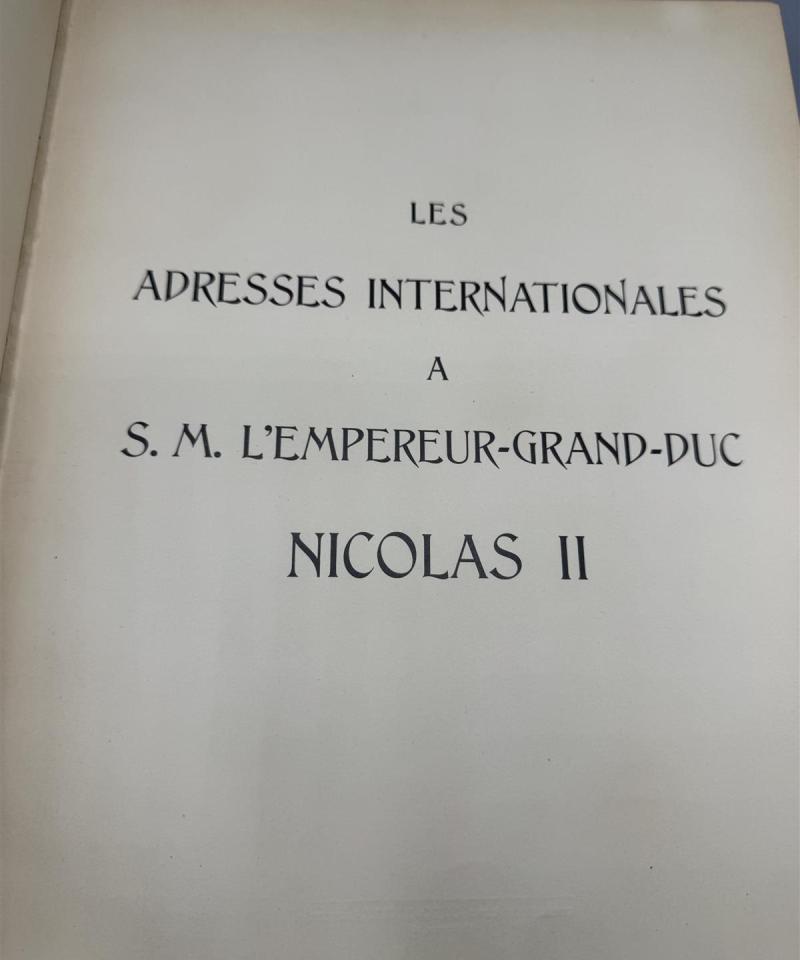 LES
ADRESSES INTERNATIONALES
A
S. M. L'EMPEREUR-GRAND-DUC
NICOLAS II